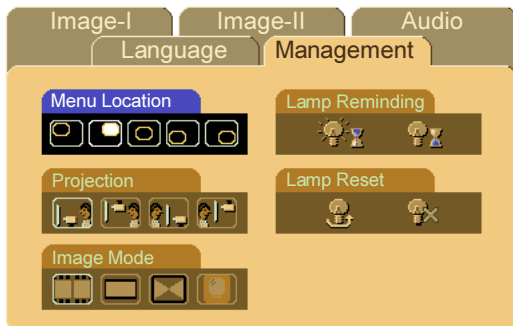 Image-I Image-II Audio
Language Management
Menu Location
Lamp Reminding
Projection
Lamp Reset
Image Mode